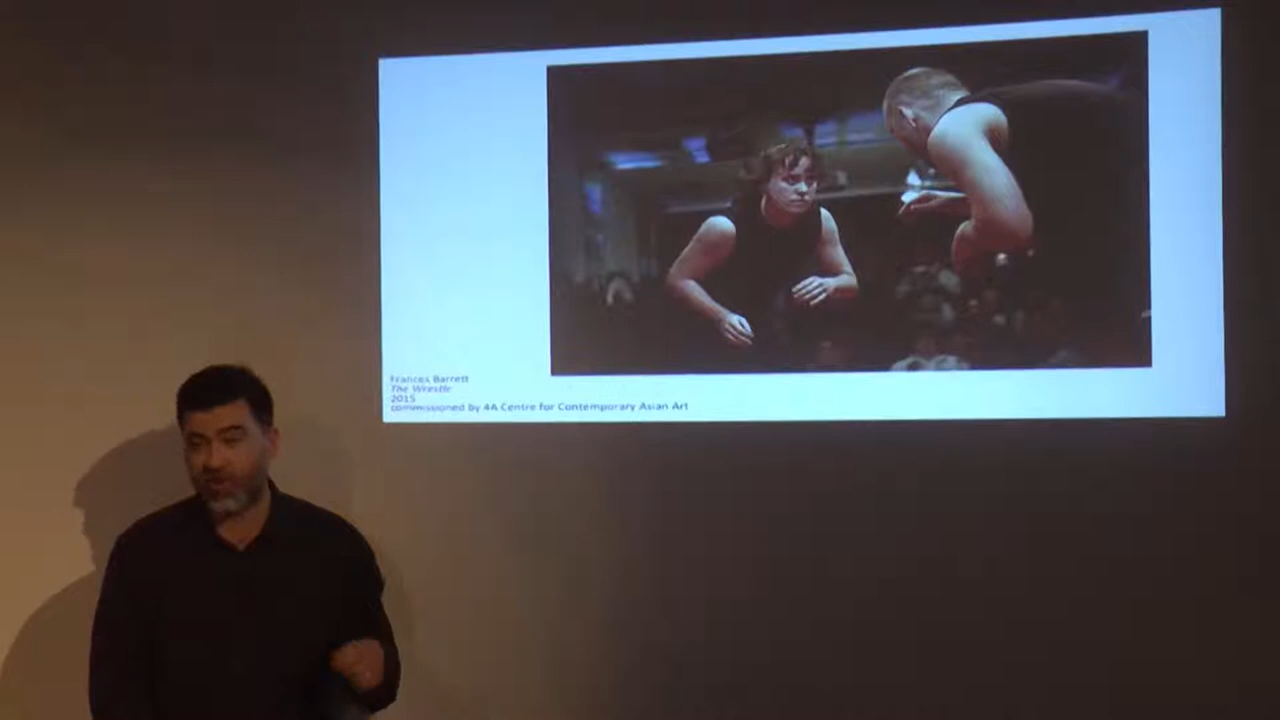 Frances Barrett
The Wrestle
2015
commissioned by 4A Centre for Contemporary Asian Art